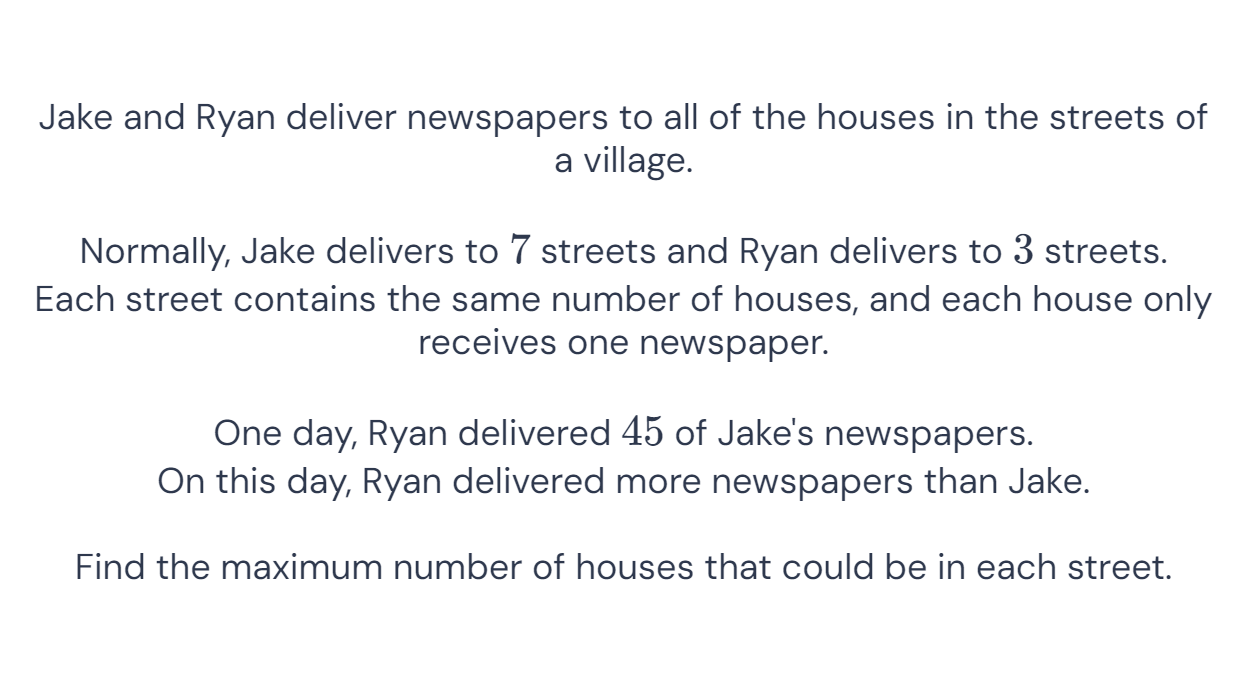 Jake and Ryan deliver newspapers to all of the houses in the streets of
a village.
Normally, Jake delivers to 7 streets and Ryan delivers to 3 streets.
Each street contains the same number of houses, and each house only
receives one newspaper.
One day, Ryan delivered 45 of Jake's newspapers.
On this day, Ryan delivered more newspapers than Jake.
Find the maximum number of houses that could be in each street.